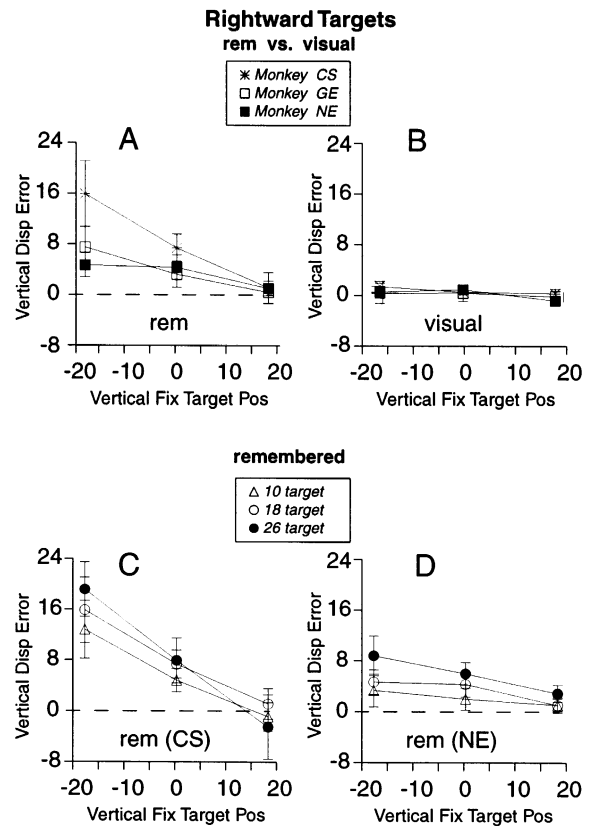 Rightward Targets
rem vs. visual
Monkey CS
Monkey GE
Monkey NE
A
B
24
16
8
0
-8
Vertical Disp Error
rem
-20 -10 0 10 20
Vertical Fix Target Pos
24
16
8
0
-8
Vertical Disp Error
visual
-20 -10 0 10 20
Vertical Fix Target Pos
remembered
10 target
18 target
26 target
C
D
24
16
8
0
-8
Vertical Disp Error
rem (CS)
-20 -10 0 10 20
Vertical Fix Target Pos
24
16
8
0
-8
Vertical Disp Error
rem (NE)
-20 -10 0 10 20
Vertical Fix Target Pos